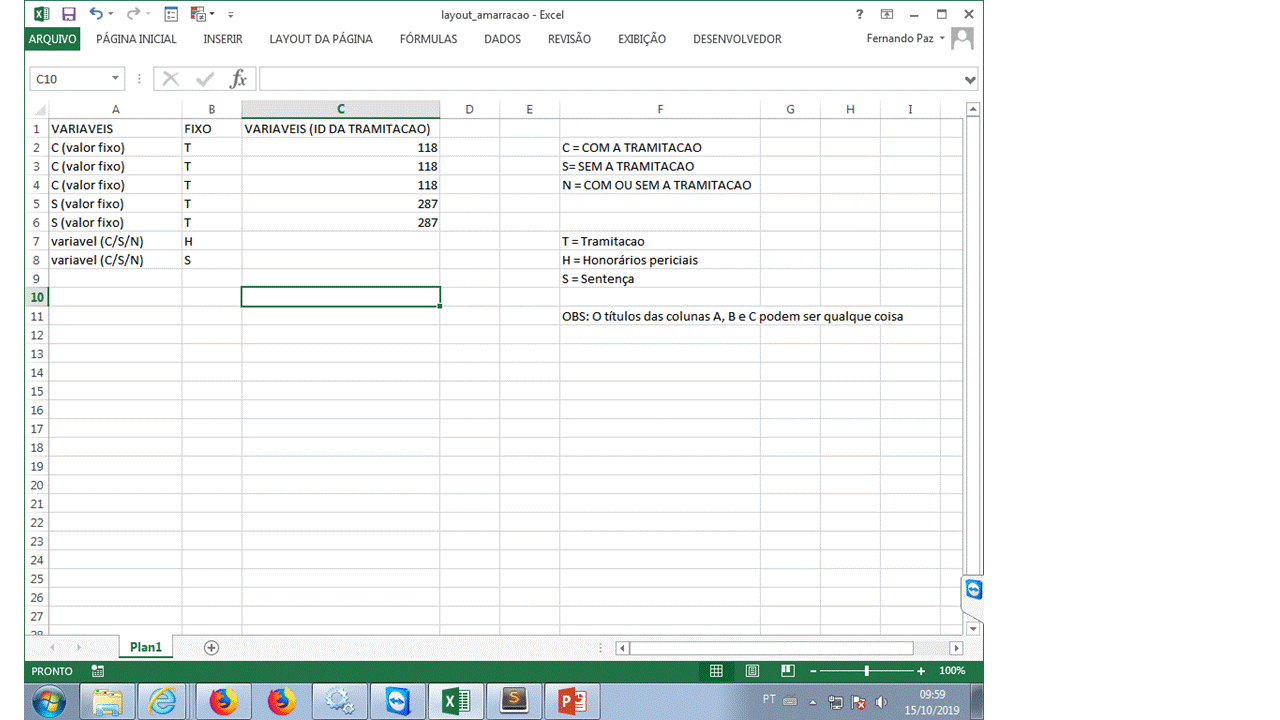 layout_amarracao - Excel
?
ARQUIVO PÁGINA INICIAL INSERIR LAYOUT DA PÁGINA FÓRMULAS DADOS REVISÃO EXIBIÇÃO DESENVOLVEDOR Fernando Paz
C10 fx
A B C D E F G H I
1 VARIAVEIS FIXO VARIAVEIS (ID DA TRAMITACAO)
2 C (valor fixo) T 118 C = COM A TRAMITACAO
3 C (valor fixo) T 118 S= SEM A TRAMITACAO
4 C (valor fixo) T 118 N = COM OU SEM A TRAMITACAO
5 S (valor fixo) T 287
6 S (valor fixo) T 287
7 variavel (C/S/N) H T = Tramitacao
8 variavel (C/S/N) S H = Honorários periciais
9 S = Sentença
10
11 OBS: O títulos das colunas A, B e C podem ser qualque coisa
12
13
14
15
16
17
18
19
20
21
22
23
24
25
26
27
28
Plan1
PRONTO 100%
PT 09:59
15/10/2019